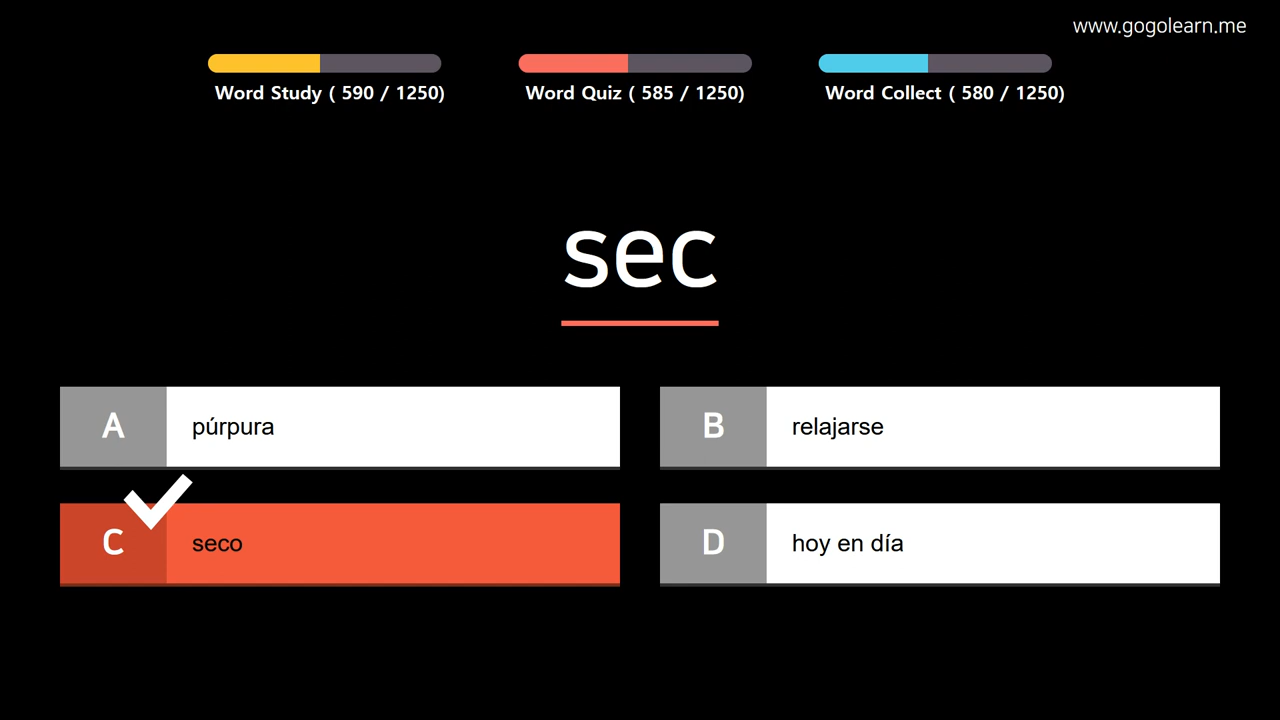 www.gogolearn.me
Word Study ( 590 / 1250)
Word Quiz ( 585 / 1250)
Word Collect ( 580 / 1250)
sec
A púrpura
B relajarse
C seco
D hoy en día